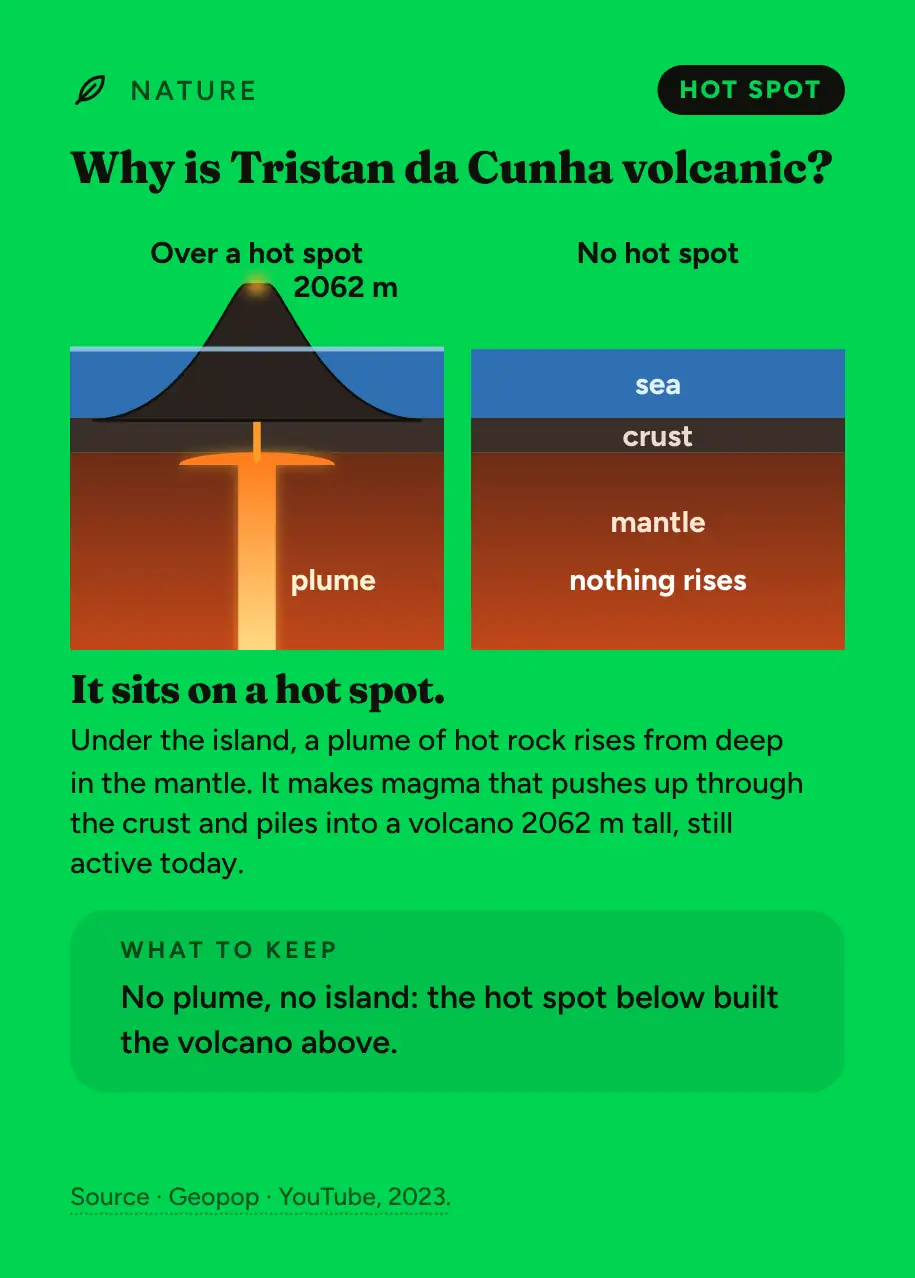 NATURE
HOT SPOT
Why is Tristan da Cunha volcanic?
Over a hot spot
No hot spot
2062 m
sea
crust
mantle
plume
nothing rises
It sits on a hot spot.
Under the island, a plume of hot rock rises from deep
in the mantle. It makes magma that pushes up through
the crust and piles into a volcano 2062 m tall, still
active today.
WHAT TO KEEP
No plume, no island: the hot spot below built
the volcano above.
Source · Geopop · YouTube, 2023.